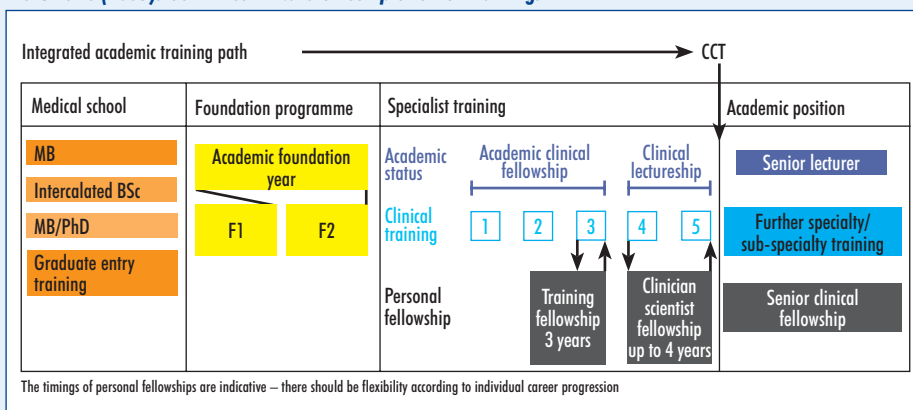 Integrated academic training path
CCT
Medical school
Foundation programme
Specialist training
Academic position
MB
Intercalated BSc
MB/PhD
Graduate entry
training
Academic foundation
year
F1
F2
Academic
status
Academic clinical
fellowship
Clinical
lectureship
Clinical
training
1
2
3
4
5
Personal
fellowship
Training
fellowship
3 years
Clinician
scientist
fellowship
up to 4 years
Senior lecturer
Further specialty/
sub-specialty training
Senior clinical
fellowship
The timings of personal fellowships are indicative – there should be flexibility according to individual career progression